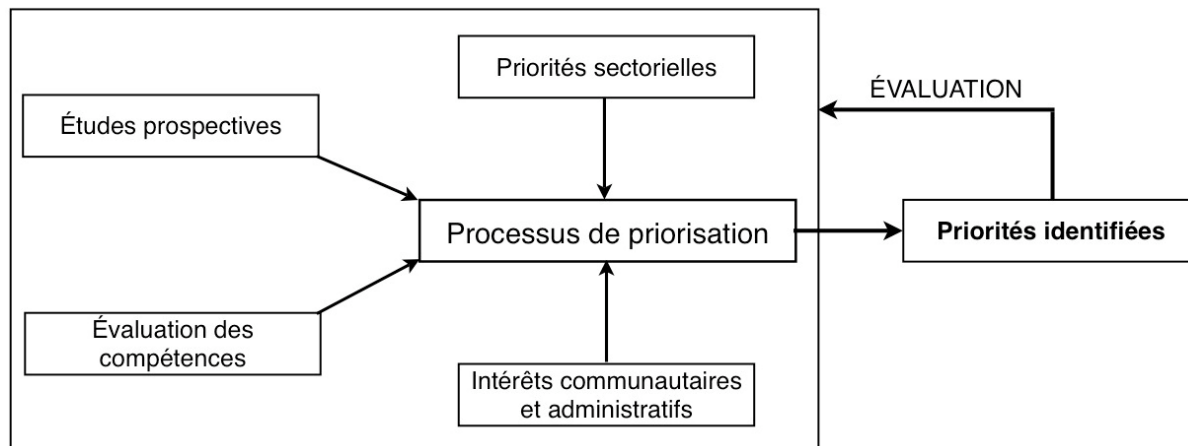 Priorités sectorielles
ÉVALUATION
Études prospectives
Processus de priorisation
Priorités identifiées
Évaluation des
compétences
Intérêts communautaires
et administratifs